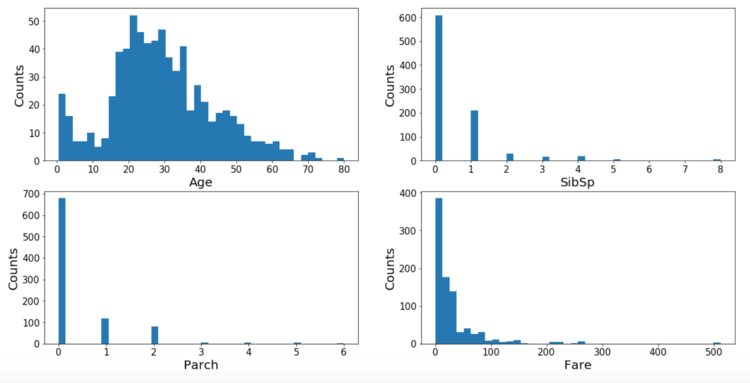 Counts
50
40
30
20
10
0
0 10 20 30 40 50 60 70 80
Age
Counts
600
500
400
300
200
100
0
0 1 2 3 4 5 6 7 8
SibSp
Counts
700
600
500
400
300
200
100
0
0 1 2 3 4 5 6
Parch
Counts
400
300
200
100
0
0 100 200 300 400 500
Fare